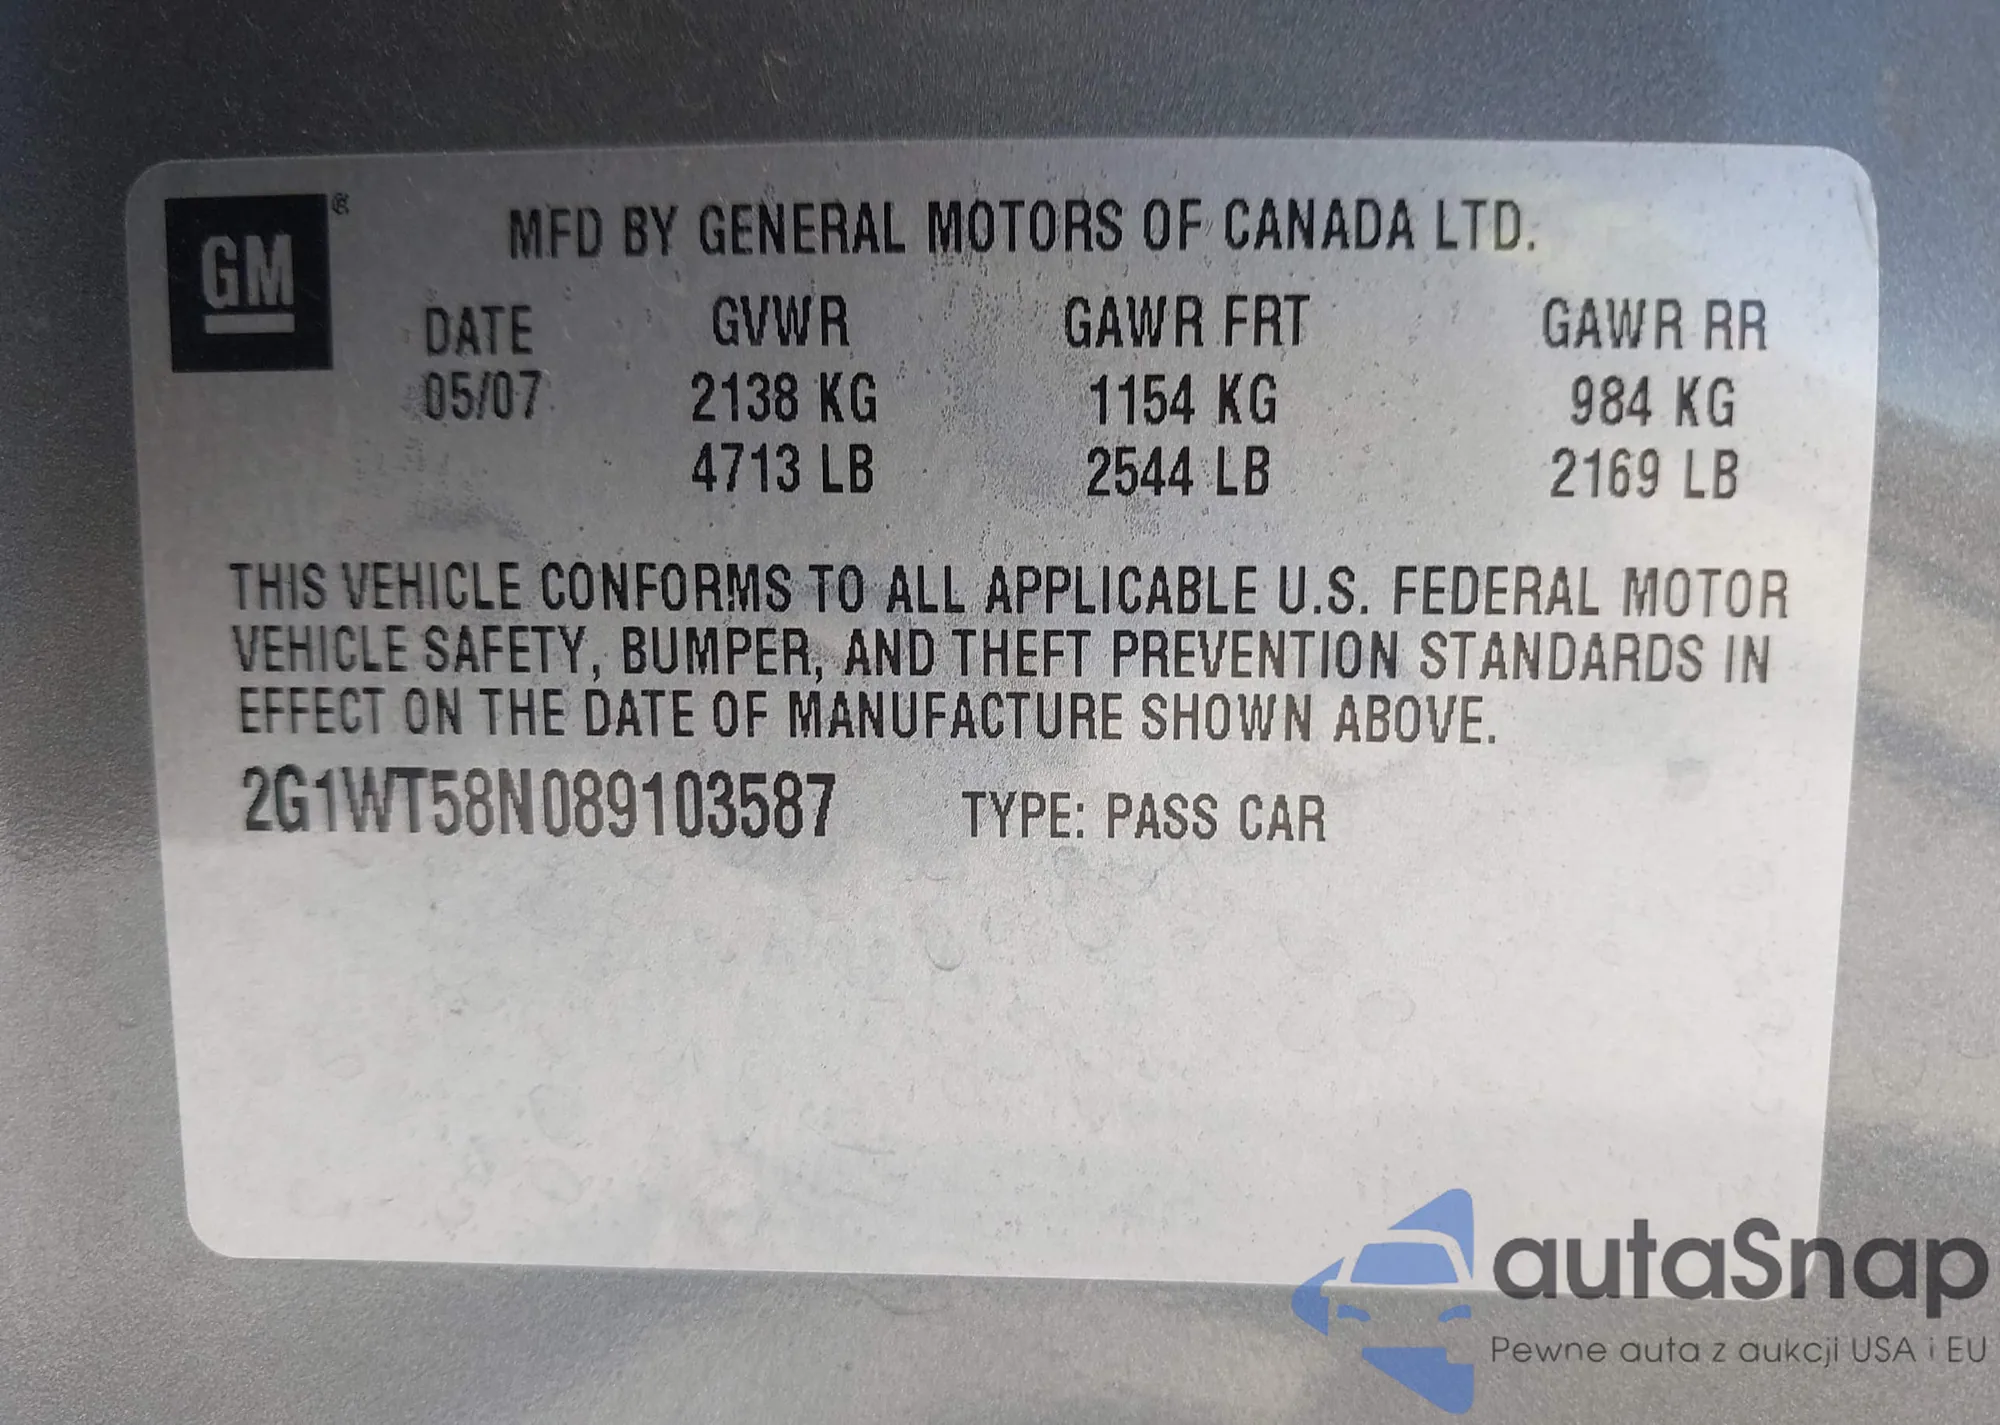 GM ®
MFD BY GENERAL MOTORS OF CANADA LTD.
DATE GVWR GAWR FRT GAWR RR
05/07 2138 KG 1154 KG 984 KG
4713 LB 2544 LB 2169 LB
THIS VEHICLE CONFORMS TO ALL APPLICABLE U.S. FEDERAL MOTOR
VEHICLE SAFETY, BUMPER, AND THEFT PREVENTION STANDARDS IN
EFFECT ON THE DATE OF MANUFACTURE SHOWN ABOVE.
2G1WT58N089103587 TYPE: PASS CAR
autaSnap
Pewne auta z aukcji USA i EU